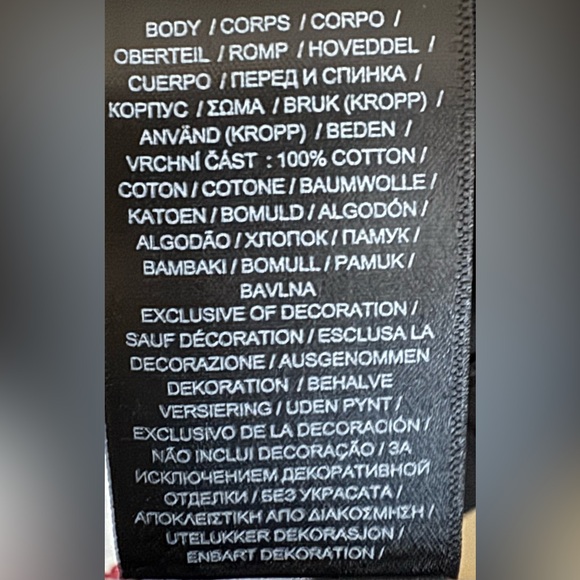 BODY / CORPS / CORPO /
OBERTEIL / ROMP / HOVEDDEL /
CUERPO / ПЕРЕД И СПИНКА /
КОРПУС / ΣΩΜΑ / BRUK (KROPP) /
ANVÄND (KROPP) / BEDEN /
VRCHNÍ ČÁST : 100% COTTON /
COTON / COTONE / BAUMWOLLE /
KATOEN / BOMULD / ALGODÓN /
ALGODÃO / ХЛОПОК / ПАМУК /
BAMBAKI / BOMULL / PAMUK /
BAVLNA
EXCLUSIVE OF DECORATION /
SAUF DÉCORATION / ESCLUSA LA
DECORAZIONE / AUSGENOMMEN
DEKORATION / BEHALVE
VERSIERING / UDEN PYNT /
EXCLUSIVO DE LA DECORACIÓN /
NÃO INCLUI DECORAÇÃO / ЗА
ИСКЛЮЧЕНИЕМ ДЕКОРАТИВНОЙ
ОТДЕЛКИ / БЕЗ УКРАСАТА /
ΑΠΟΚΛΕΙΣΤΙΚΗ ΑΠΟ ΔΙΑΚΟΣΜΗΣΗ /
UTELUKKER DEKORASJON /
ENBART DEKORATION /